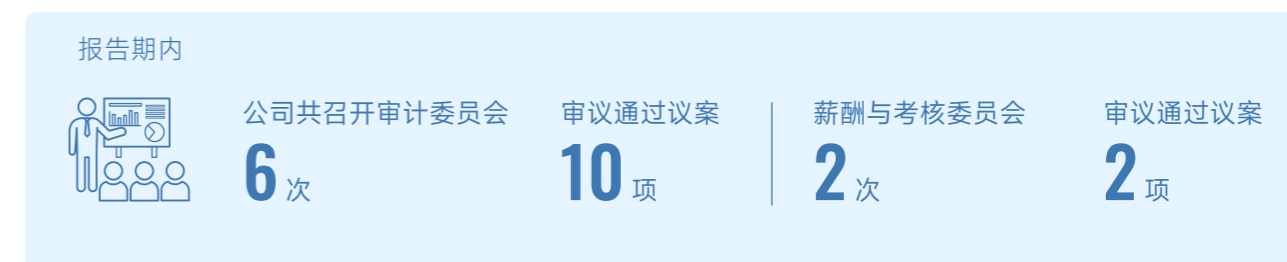 报告期内
公司共召开审计委员会
6 次
审议通过议案
10 项
薪酬与考核委员会
2 次
审议通过议案
2 项